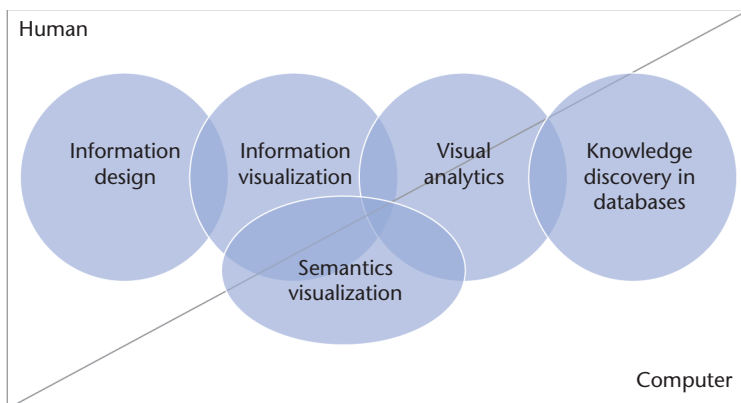 Human
Information
design
Information
visualization
Visual
analytics
Knowledge
discovery in
databases
Semantics
visualization
Computer